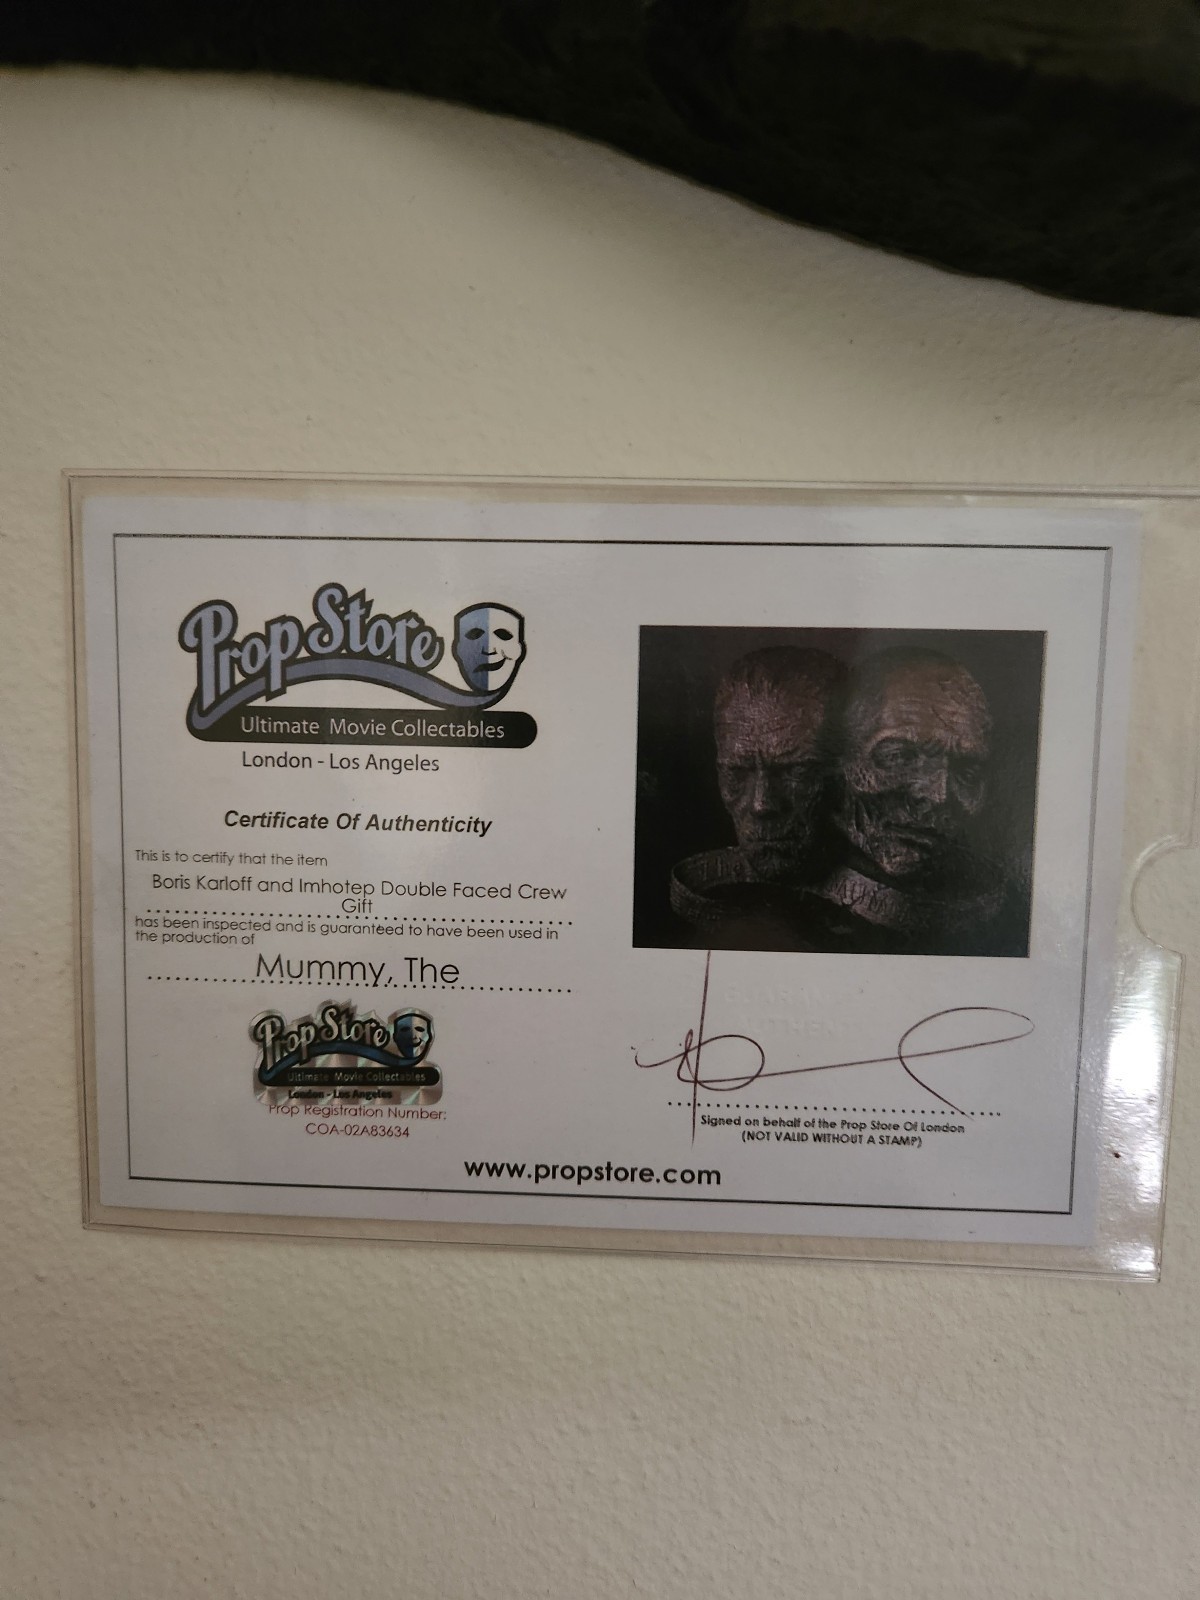 Prop Store
Ultimate Movie Collectables
London - Los Angeles
Certificate Of Authenticity
This is to certify that the item
Boris Karloff and Imhotep Double Faced Crew
Gift
has been inspected and is guaranteed to have been used in
the production of
Mummy, The
Prop Store
Ultimate Movie Collectables
London - Los Angeles
Prop Registration Number:
COA-02A83634
Signed on behalf of the Prop Store Of London
(NOT VALID WITHOUT A STAMP)
www.propstore.com